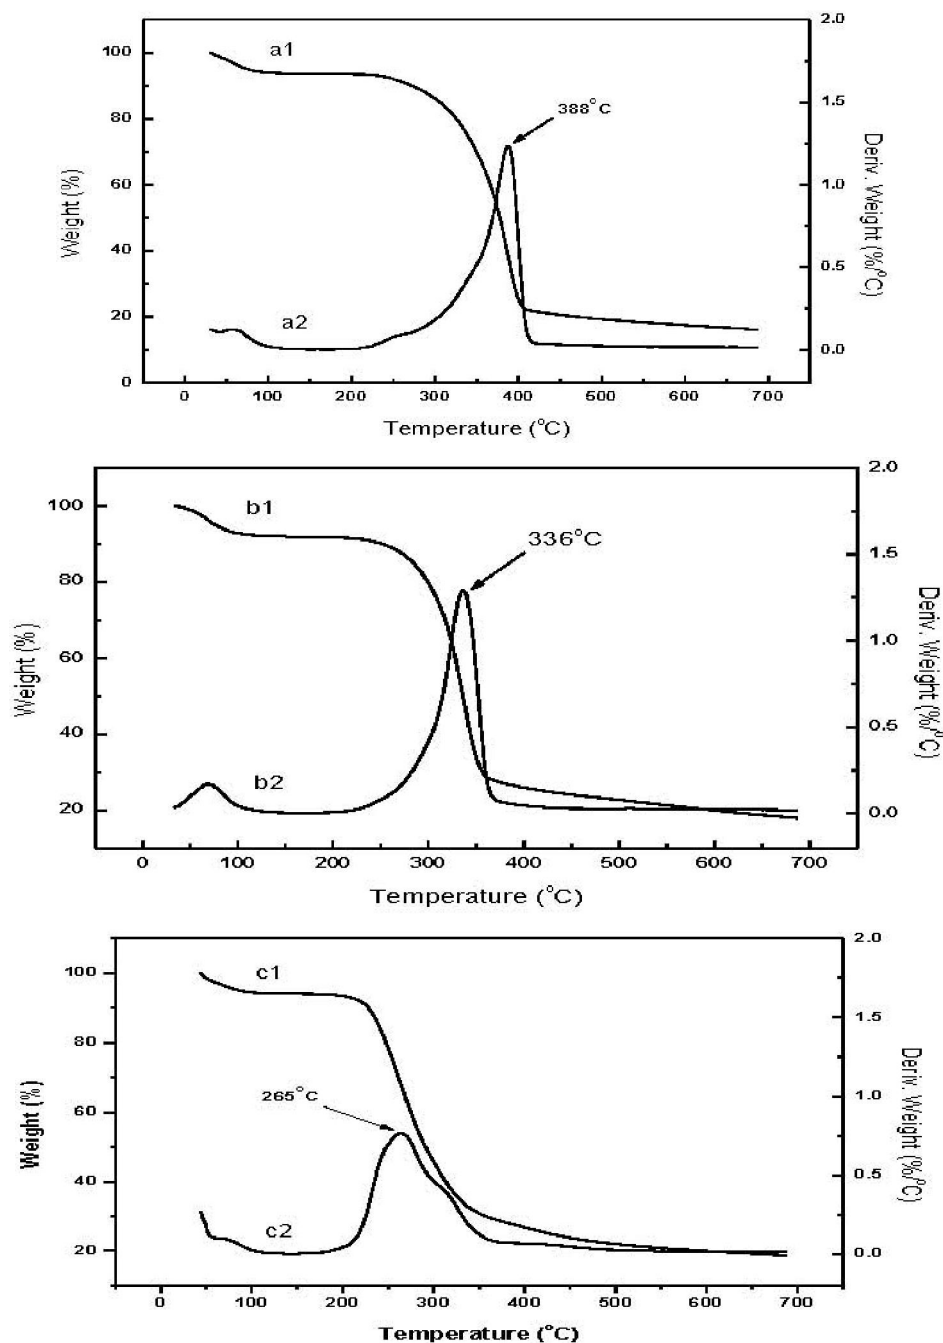 2.0
100
a1
388°C
1.5
80
Weight (%)
60
1.0
Deriv. Weight (%/°C)
40
0.5
20
a2
0.0
0
0 100 200 300 400 500 600 700
Temperature (°C)
2.0
100
b1
336°C
1.5
80
Weight (%)
60
1.0
Deriv. Weight (%/°C)
40
0.5
b2
20
0.0
0 100 200 300 400 500 600 700
Temperature (°C)
2.0
100
c1
1.5
80
265°C
1.0
Weight (%)
60
Deriv. Weight (%/°C)
40
0.5
c2
20
0.0
0 100 200 300 400 500 600 700
Temperature (°C)